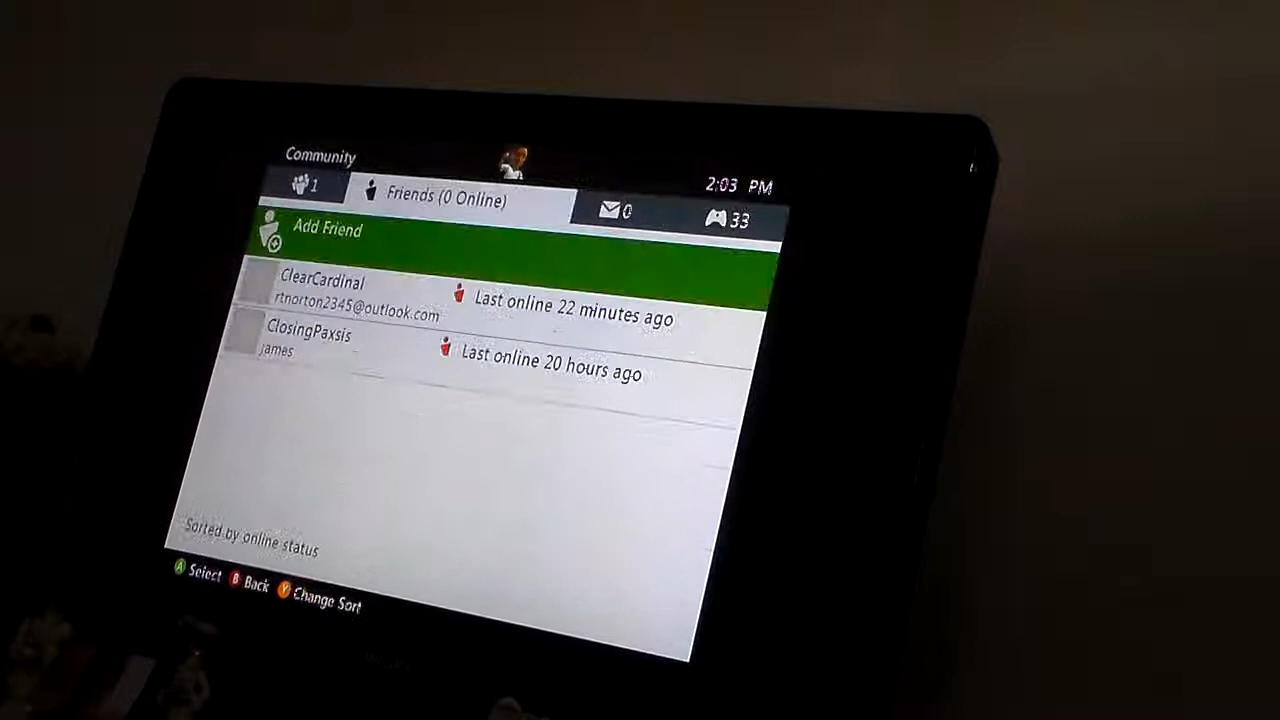 Community
2:03 PM
1
Friends (0 Online)
0
33
Add Friend
ClearCardinal
rtnorton2345@outlook.com
Last online 22 minutes ago
ClosingPaxsis
james
Last online 20 hours ago
Sorted by online status
A Select B Back Y Change Sort